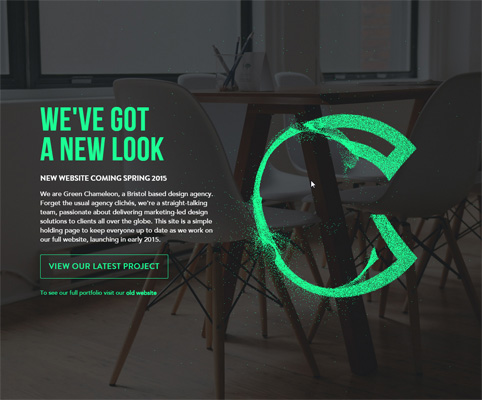 WE'VE GOT
A NEW LOOK
NEW WEBSITE COMING SPRING 2015
We are Green Chameleon, a Bristol based design agency.
Forget the usual agency clichés, we're a straight-talking
team, passionate about delivering marketing-led design
solutions to clients all over the globe. This site is a simple
holding page to keep everyone up to date as we work on
our full website, launching in early 2015.
VIEW OUR LATEST PROJECT
To see our full portfolio visit our old website